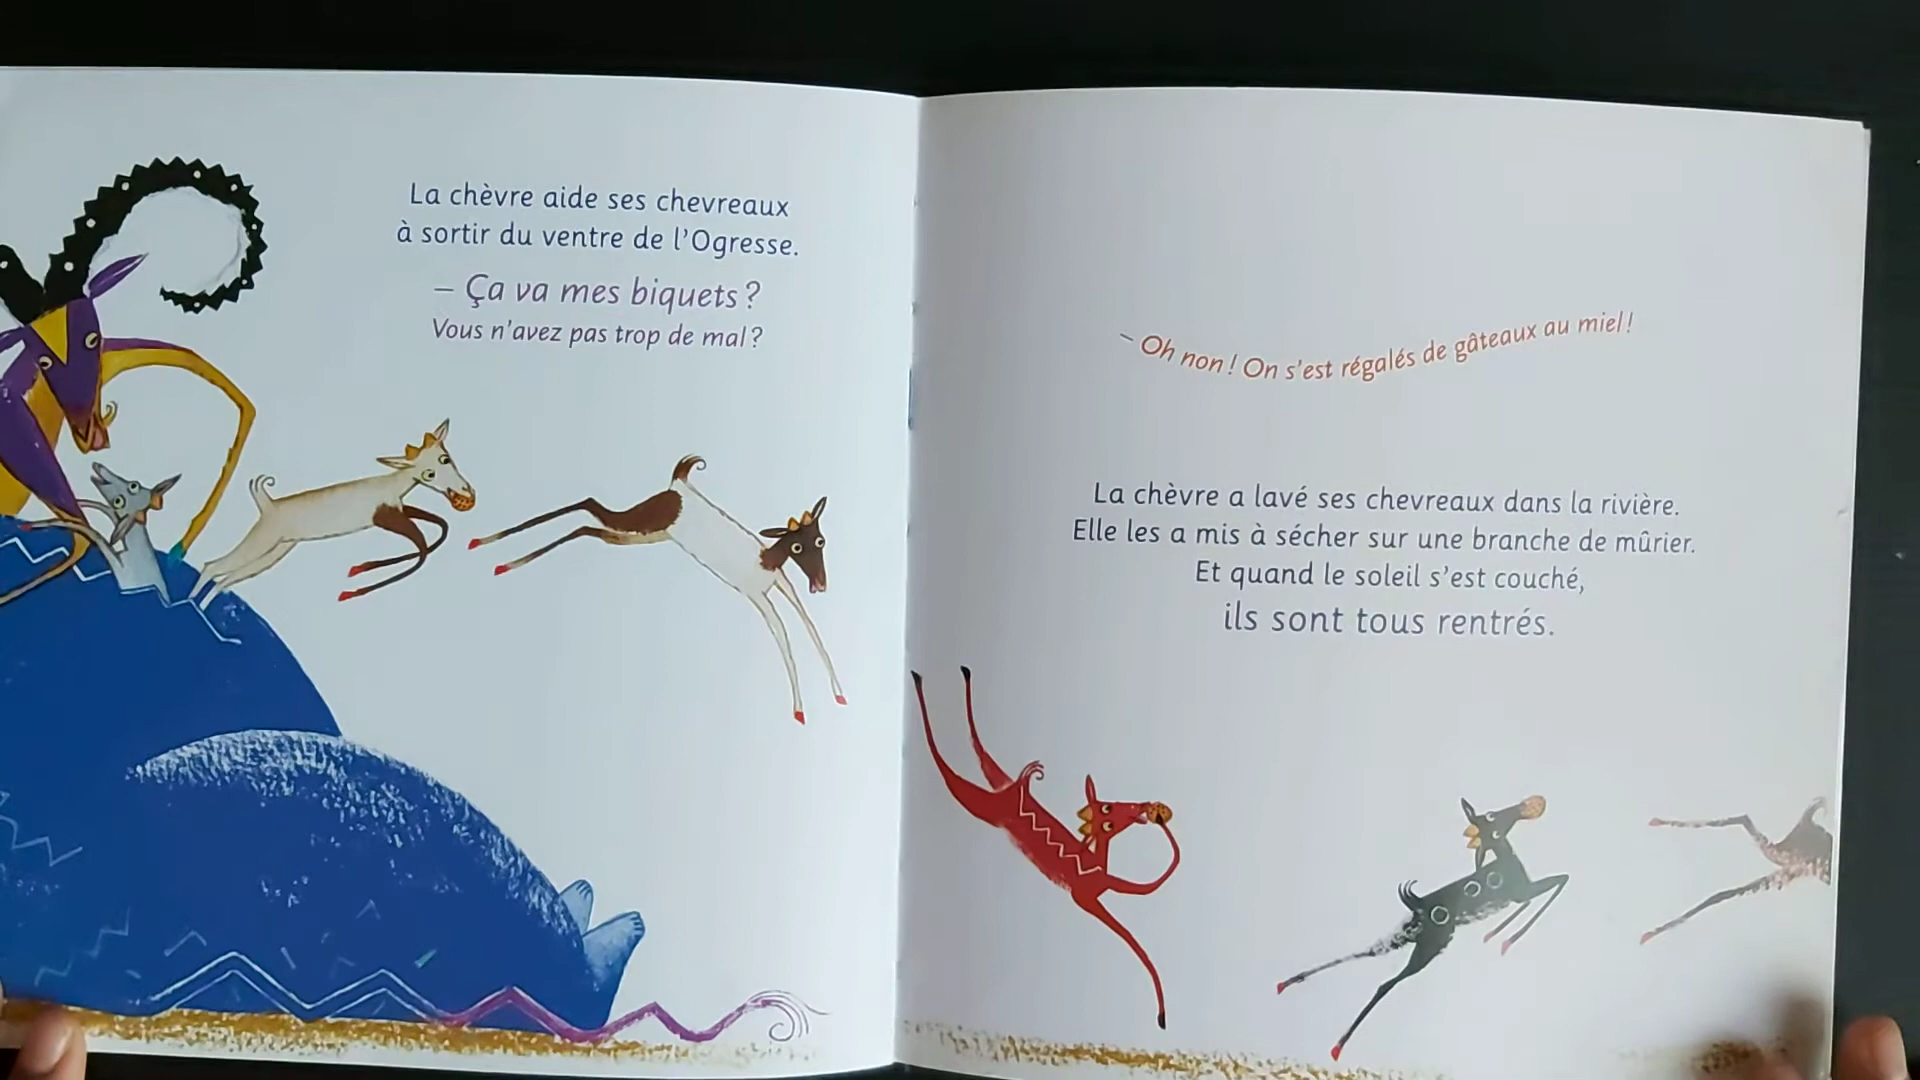 La chèvre aide ses chevreaux
à sortir du ventre de l'Ogresse.
– Ça va mes biquets ?
Vous n'avez pas trop de mal ?
– Oh non ! On s'est régalés de gâteaux au miel !
La chèvre a lavé ses chevreaux dans la rivière.
Elle les a mis à sécher sur une branche de mûrier.
Et quand le soleil s'est couché,
ils sont tous rentrés.